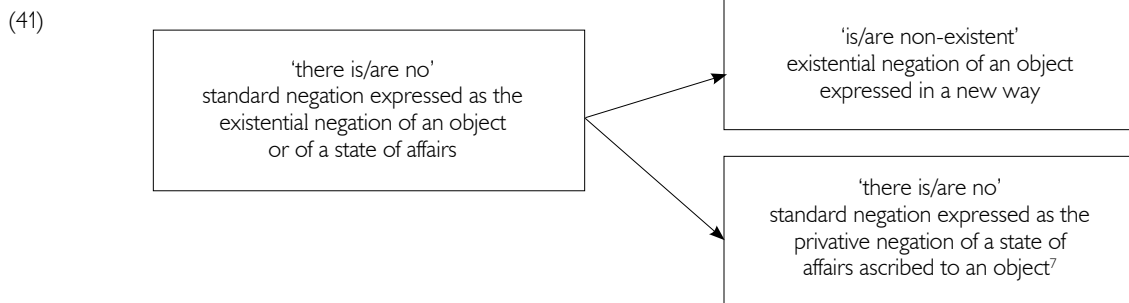 (41)
‘there is/are no’
standard negation expressed as the
existential negation of an object
or of a state of affairs
‘is/are non-existent’
existential negation of an object
expressed in a new way
‘there is/are no’
standard negation expressed as the
privative negation of a state of
affairs ascribed to an object⁷